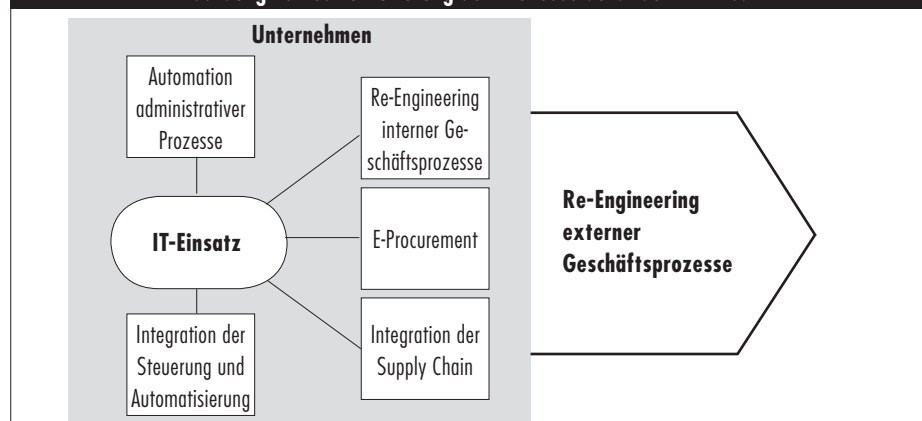 Unternehmen
Automation
administrativer
Prozesse
Re-Engineering
interner Ge-
schäftsprozesse
IT-Einsatz
E-Procurement
Integration der
Steuerung und
Automatisierung
Integration der
Supply Chain
Re-Engineering
externer
Geschäftsprozesse